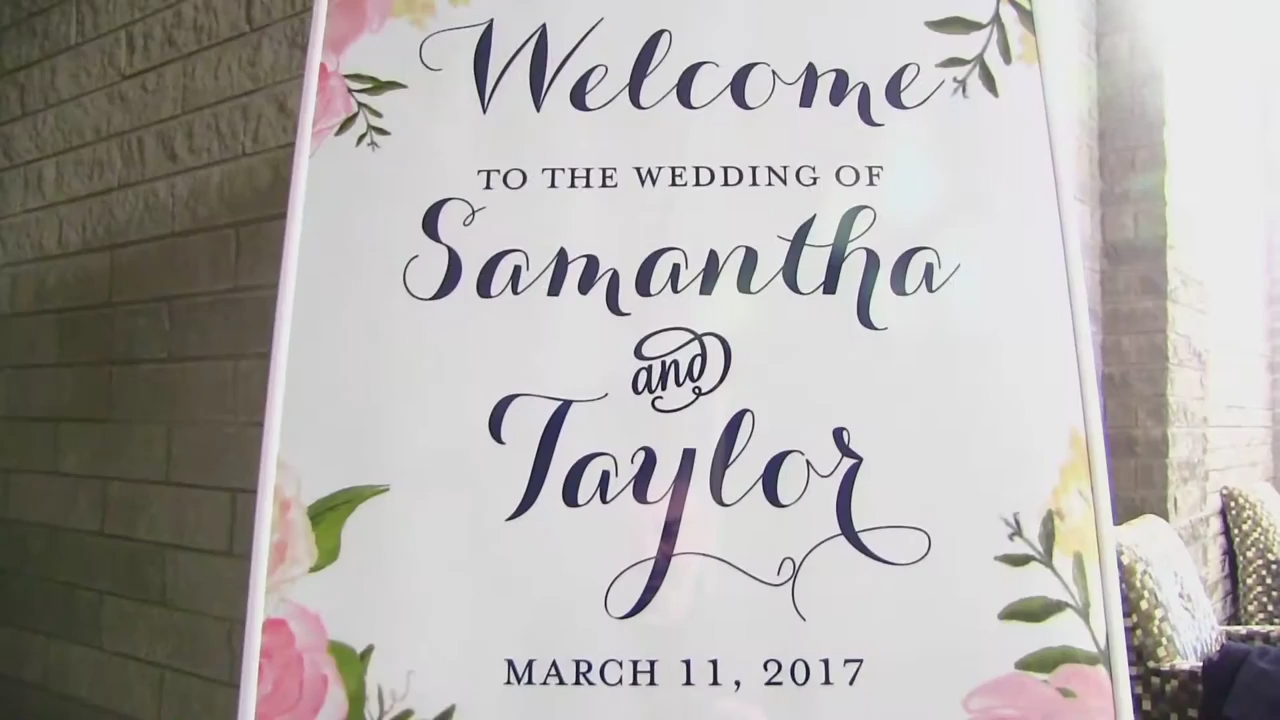 Welcome
TO THE WEDDING OF
Samantha
and
Taylor
MARCH 11, 2017